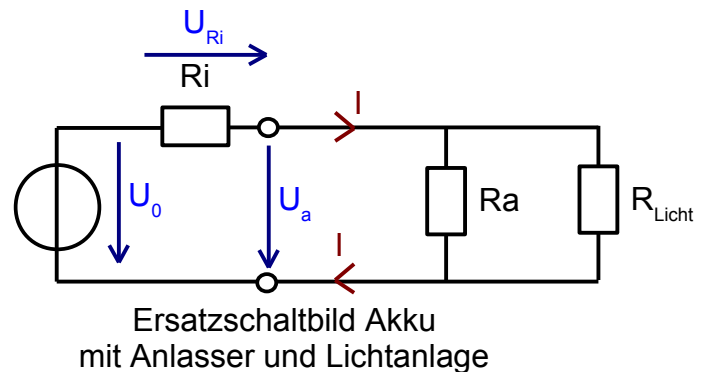 U_Ri
Ri
I
U_0
U_a
Ra
R_Licht
I
Ersatzschaltbild Akku
mit Anlasser und Lichtanlage